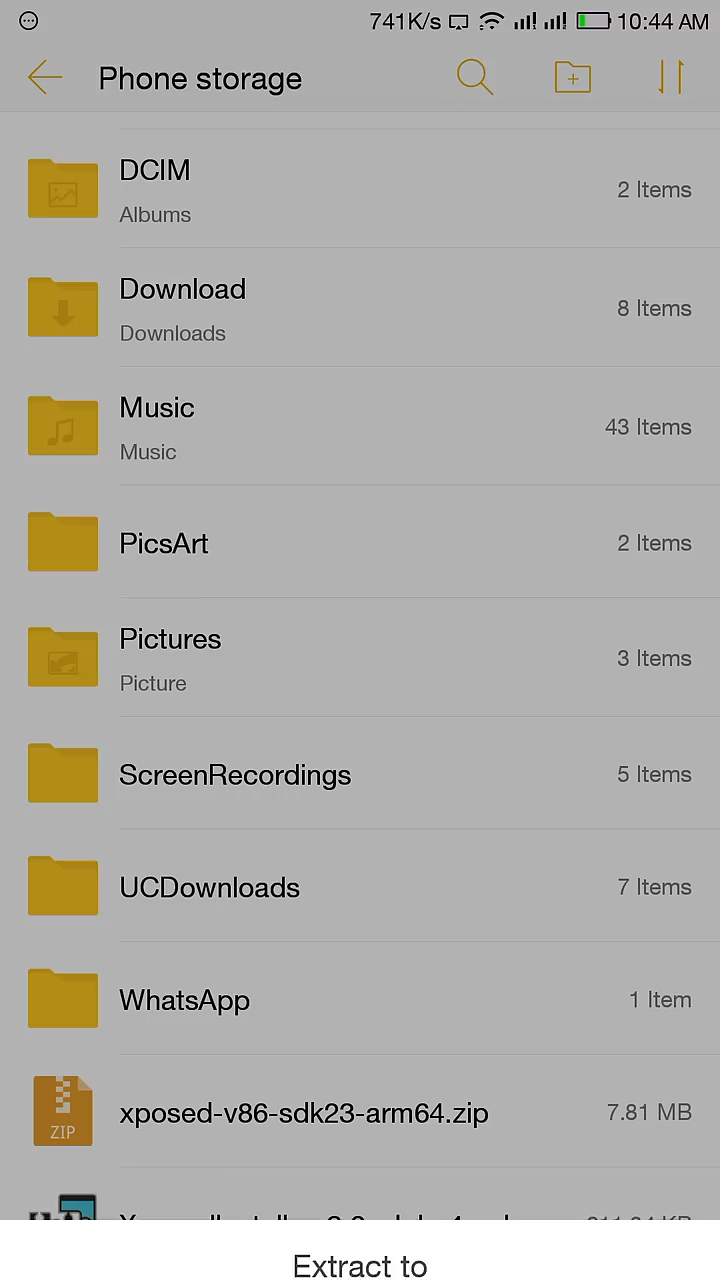 741K/s 10:44 AM
Phone storage
DCIM
2 Items
Albums
Download
8 Items
Downloads
Music
43 Items
Music
PicsArt
2 Items
Pictures
3 Items
Picture
ScreenRecordings
5 Items
UCDownloads
7 Items
WhatsApp
1 Item
ZIP
xposed-v86-sdk23-arm64.zip
7.81 MB
Extract to